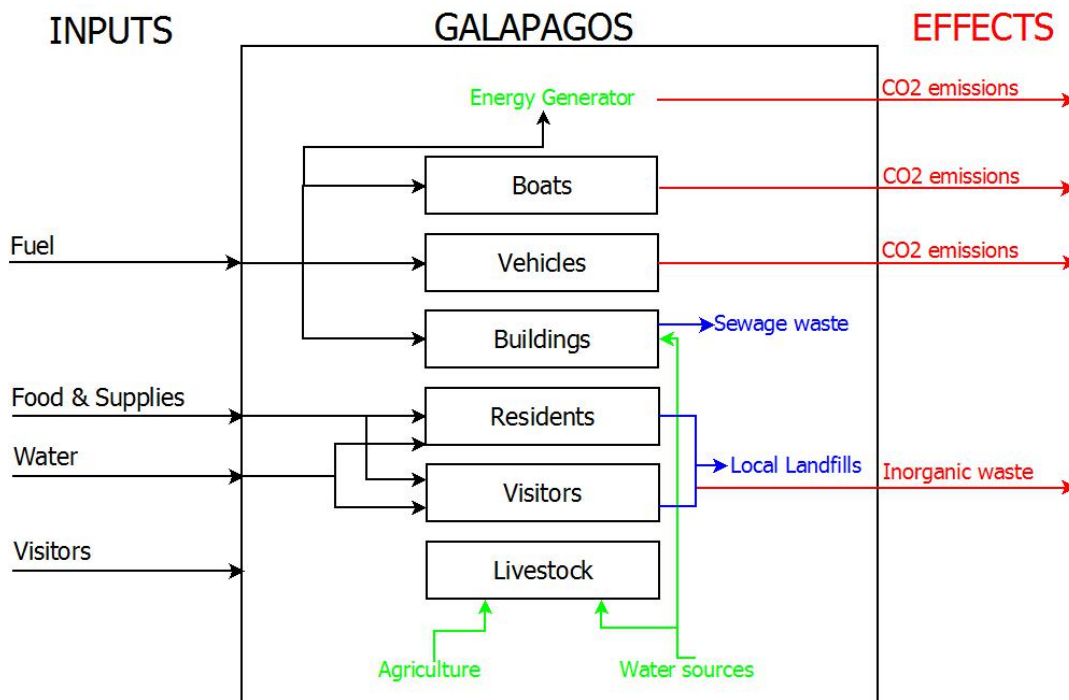 INPUTS
GALAPAGOS
EFFECTS
Energy Generator
CO2 emissions
Boats
CO2 emissions
Fuel
Vehicles
CO2 emissions
Buildings
Sewage waste
Food & Supplies
Residents
Water
Local Landfills
Inorganic waste
Visitors
Visitors
Livestock
Agriculture
Water sources